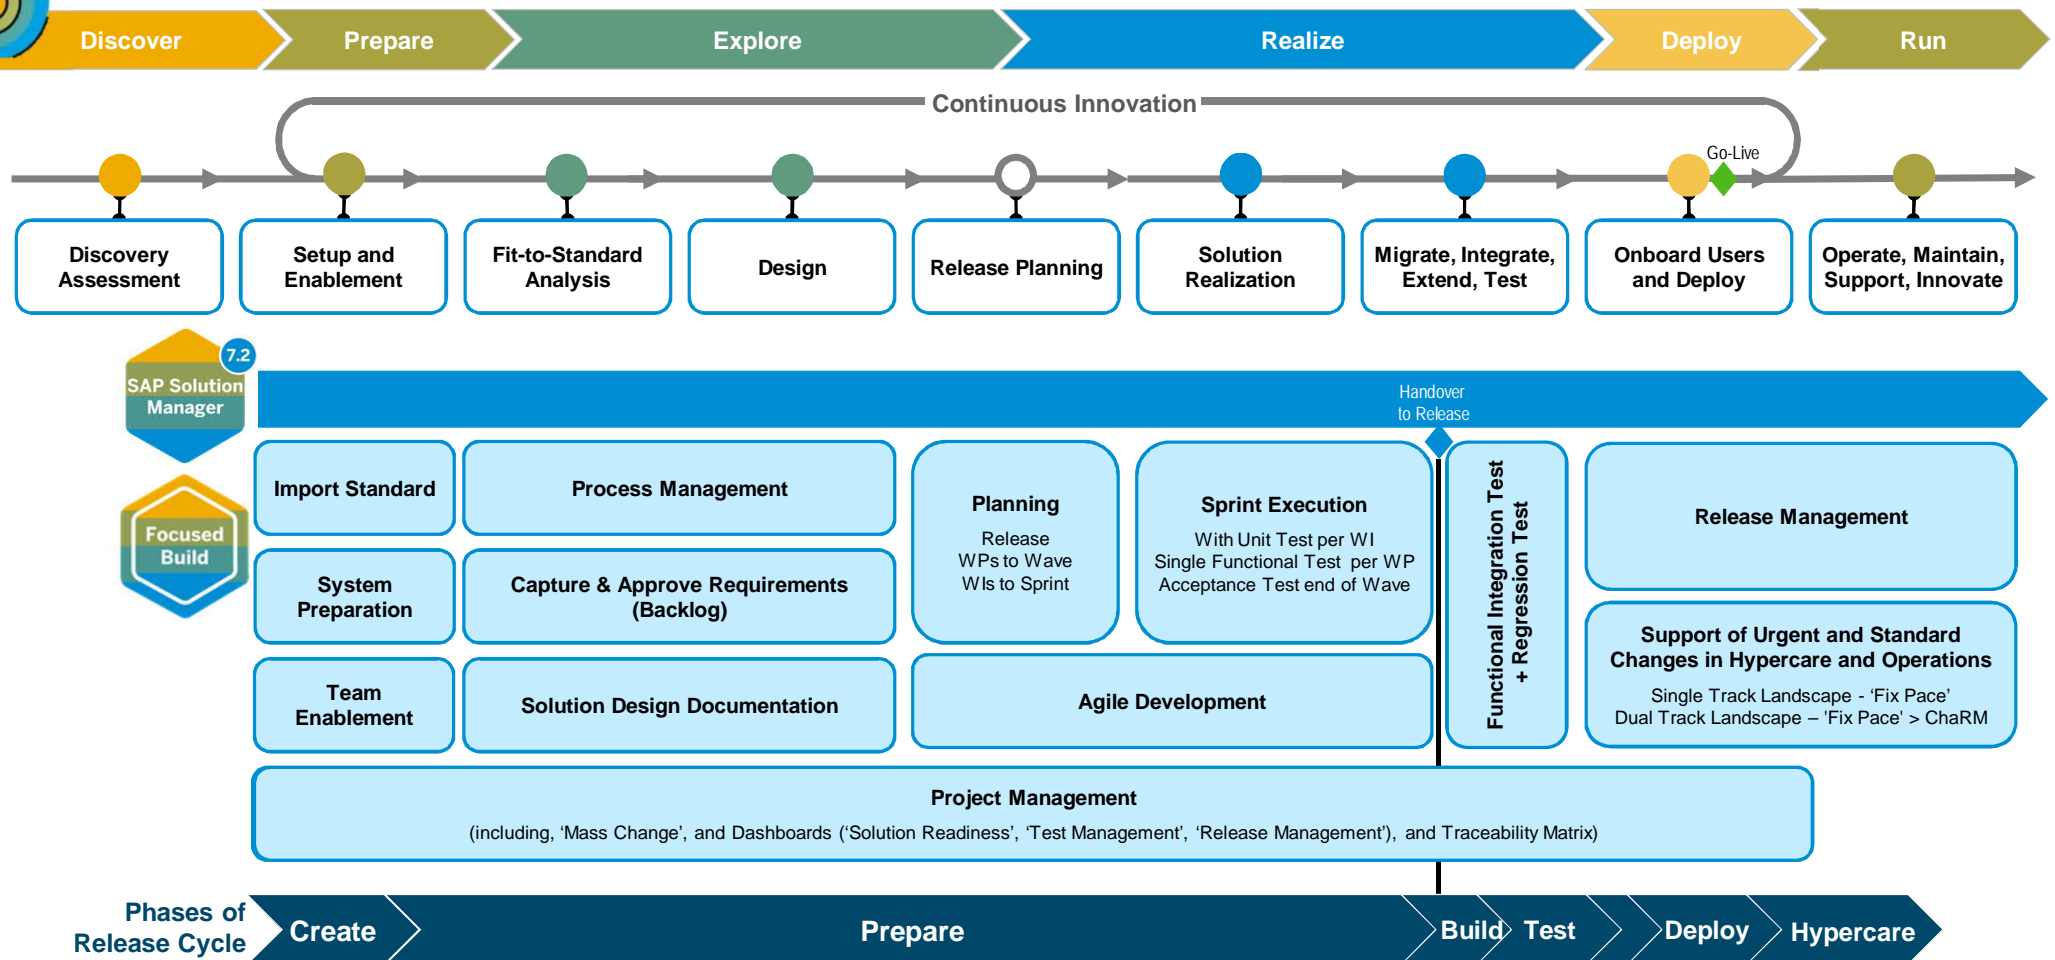 Discover
Prepare
Explore
Realize
Deploy
Run
Continuous Innovation
Go-Live
Discovery
Assessment
Setup and
Enablement
Fit-to-Standard
Analysis
Design
Release Planning
Solution
Realization
Migrate, Integrate,
Extend, Test
Onboard Users
and Deploy
Operate, Maintain,
Support, Innovate
7.2
SAP Solution
Manager
Handover
to Release
Focused
Build
Import Standard
Process Management
System
Preparation
Capture & Approve Requirements
(Backlog)
Team
Enablement
Solution Design Documentation
Planning
Release
WPs to Wave
WIs to Sprint
Sprint Execution
With Unit Test per WI
Single Functional Test per WP
Acceptance Test end of Wave
Agile Development
Functional Integration Test
+ Regression Test
Release Management
Support of Urgent and Standard
Changes in Hypercare and Operations
Single Track Landscape - ‘Fix Pace’
Dual Track Landscape – 'Fix Pace' > ChaRM
Project Management
(including, ‘Mass Change’, and Dashboards (‘Solution Readiness’, ‘Test Management’, ‘Release Management’), and Traceability Matrix)
Phases of
Release Cycle
Create
Prepare
Build
Test
Deploy
Hypercare